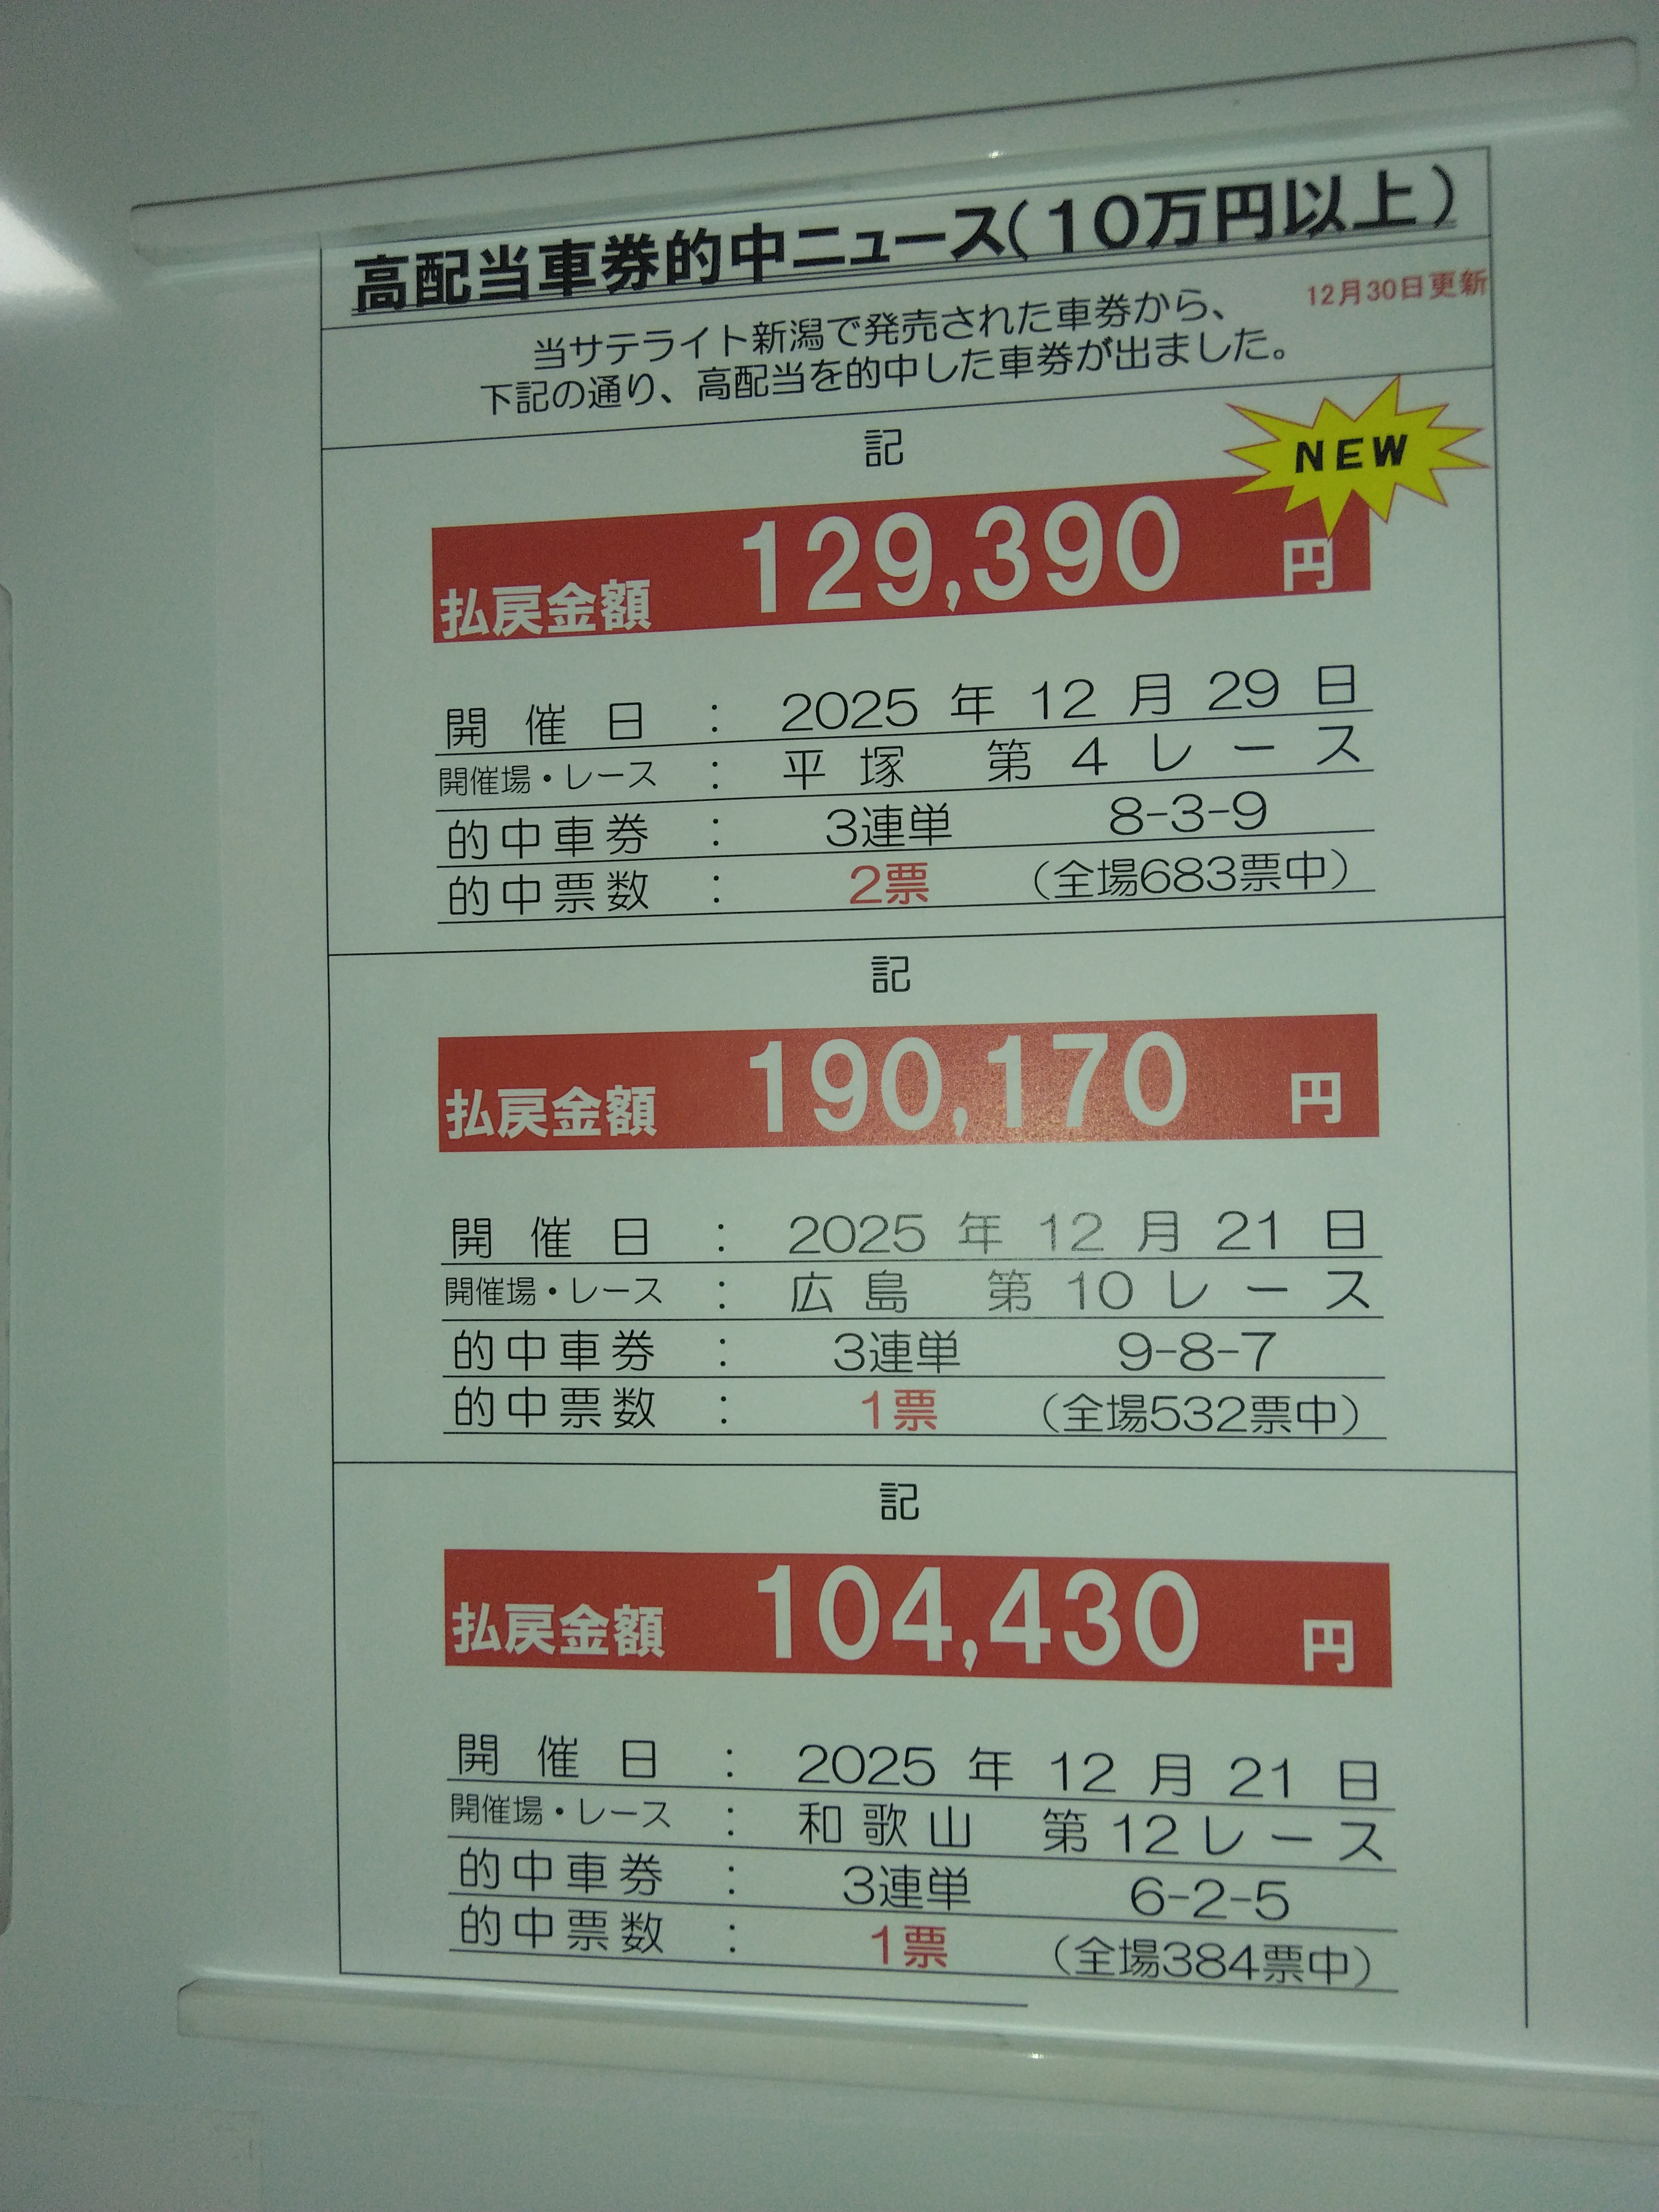 高配当車券的中ニュース(10万円以上)
12月30日更新
当サテライト新潟で発売された車券から、
下記の通り、高配当を的中した車券が出ました。
記
NEW
払戻金額 129,390 円
開催日 : 2025 年 12 月 29 日
開催場・レース : 平塚 第4レース
的中車券 : 3連単 8-3-9
的中票数 : 2票 (全場683票中)
記
払戻金額 190,170 円
開催日 : 2025 年 12 月 21 日
開催場・レース : 広島 第10レース
的中車券 : 3連単 9-8-7
的中票数 : 1票 (全場532票中)
記
払戻金額 104,430 円
開催日 : 2025 年 12 月 21 日
開催場・レース : 和歌山 第12レース
的中車券 : 3連単 6-2-5
的中票数 : 1票 (全場384票中)